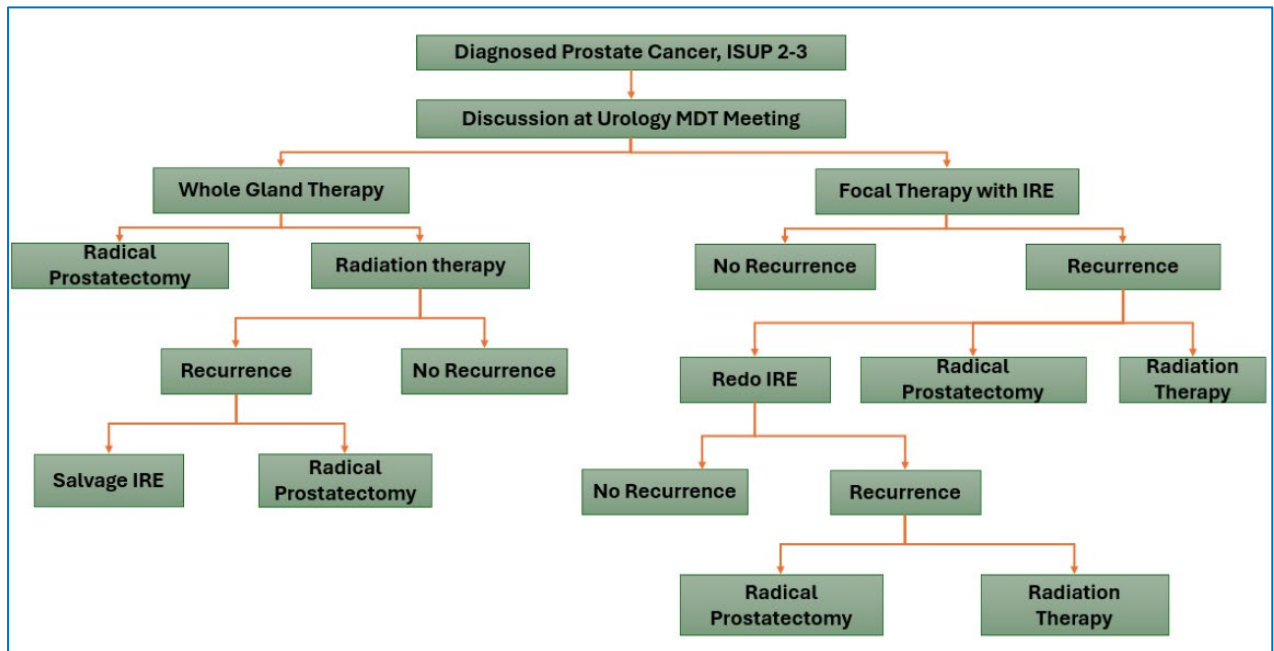 Diagnosed Prostate Cancer, ISUP 2-3
Discussion at Urology MDT Meeting
Whole Gland Therapy
Focal Therapy with IRE
Radical
Prostatectomy
Radiation therapy
No Recurrence
Recurrence
Recurrence
No Recurrence
Redo IRE
Radical
Prostatectomy
Radiation
Therapy
Salvage IRE
Radical
Prostatectomy
No Recurrence
Recurrence
Radical
Prostatectomy
Radiation
Therapy